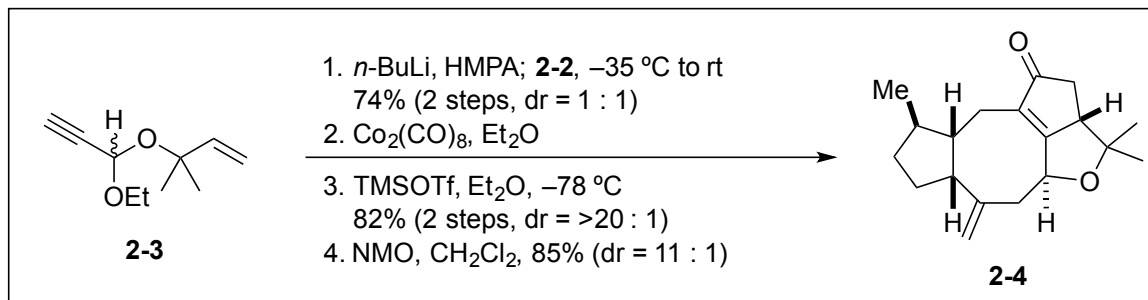 1. n-BuLi, HMPA; 2-2, –35 ºC to rt
74% (2 steps, dr = 1 : 1)
2. Co₂(CO)₈, Et₂O
3. TMSOTf, Et₂O, –78 ºC
82% (2 steps, dr = >20 : 1)
4. NMO, CH₂Cl₂, 85% (dr = 11 : 1)
H
O
OEt
2-3
O
Me
H
H
O
H
H
2-4